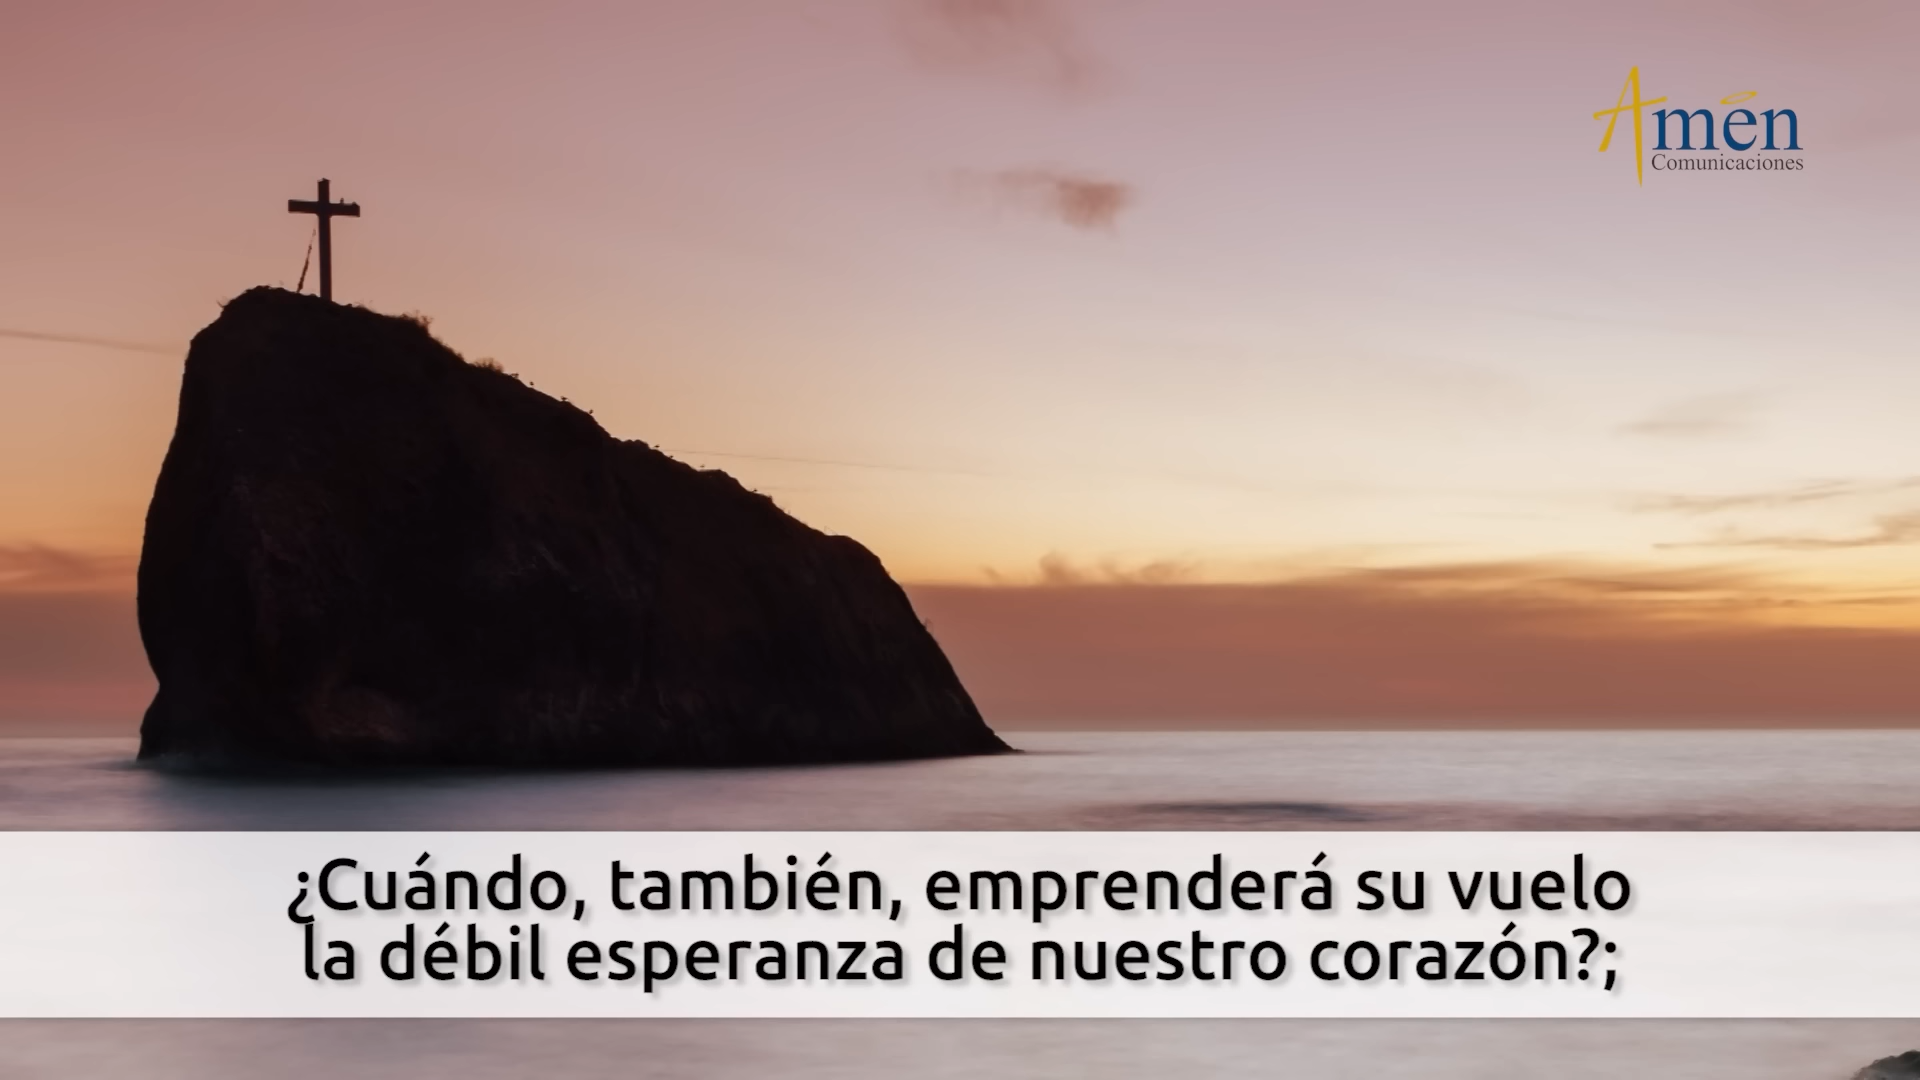 Amén
Comunicaciones
¿Cuándo, también, emprenderá su vuelo
la débil esperanza de nuestro corazón?;